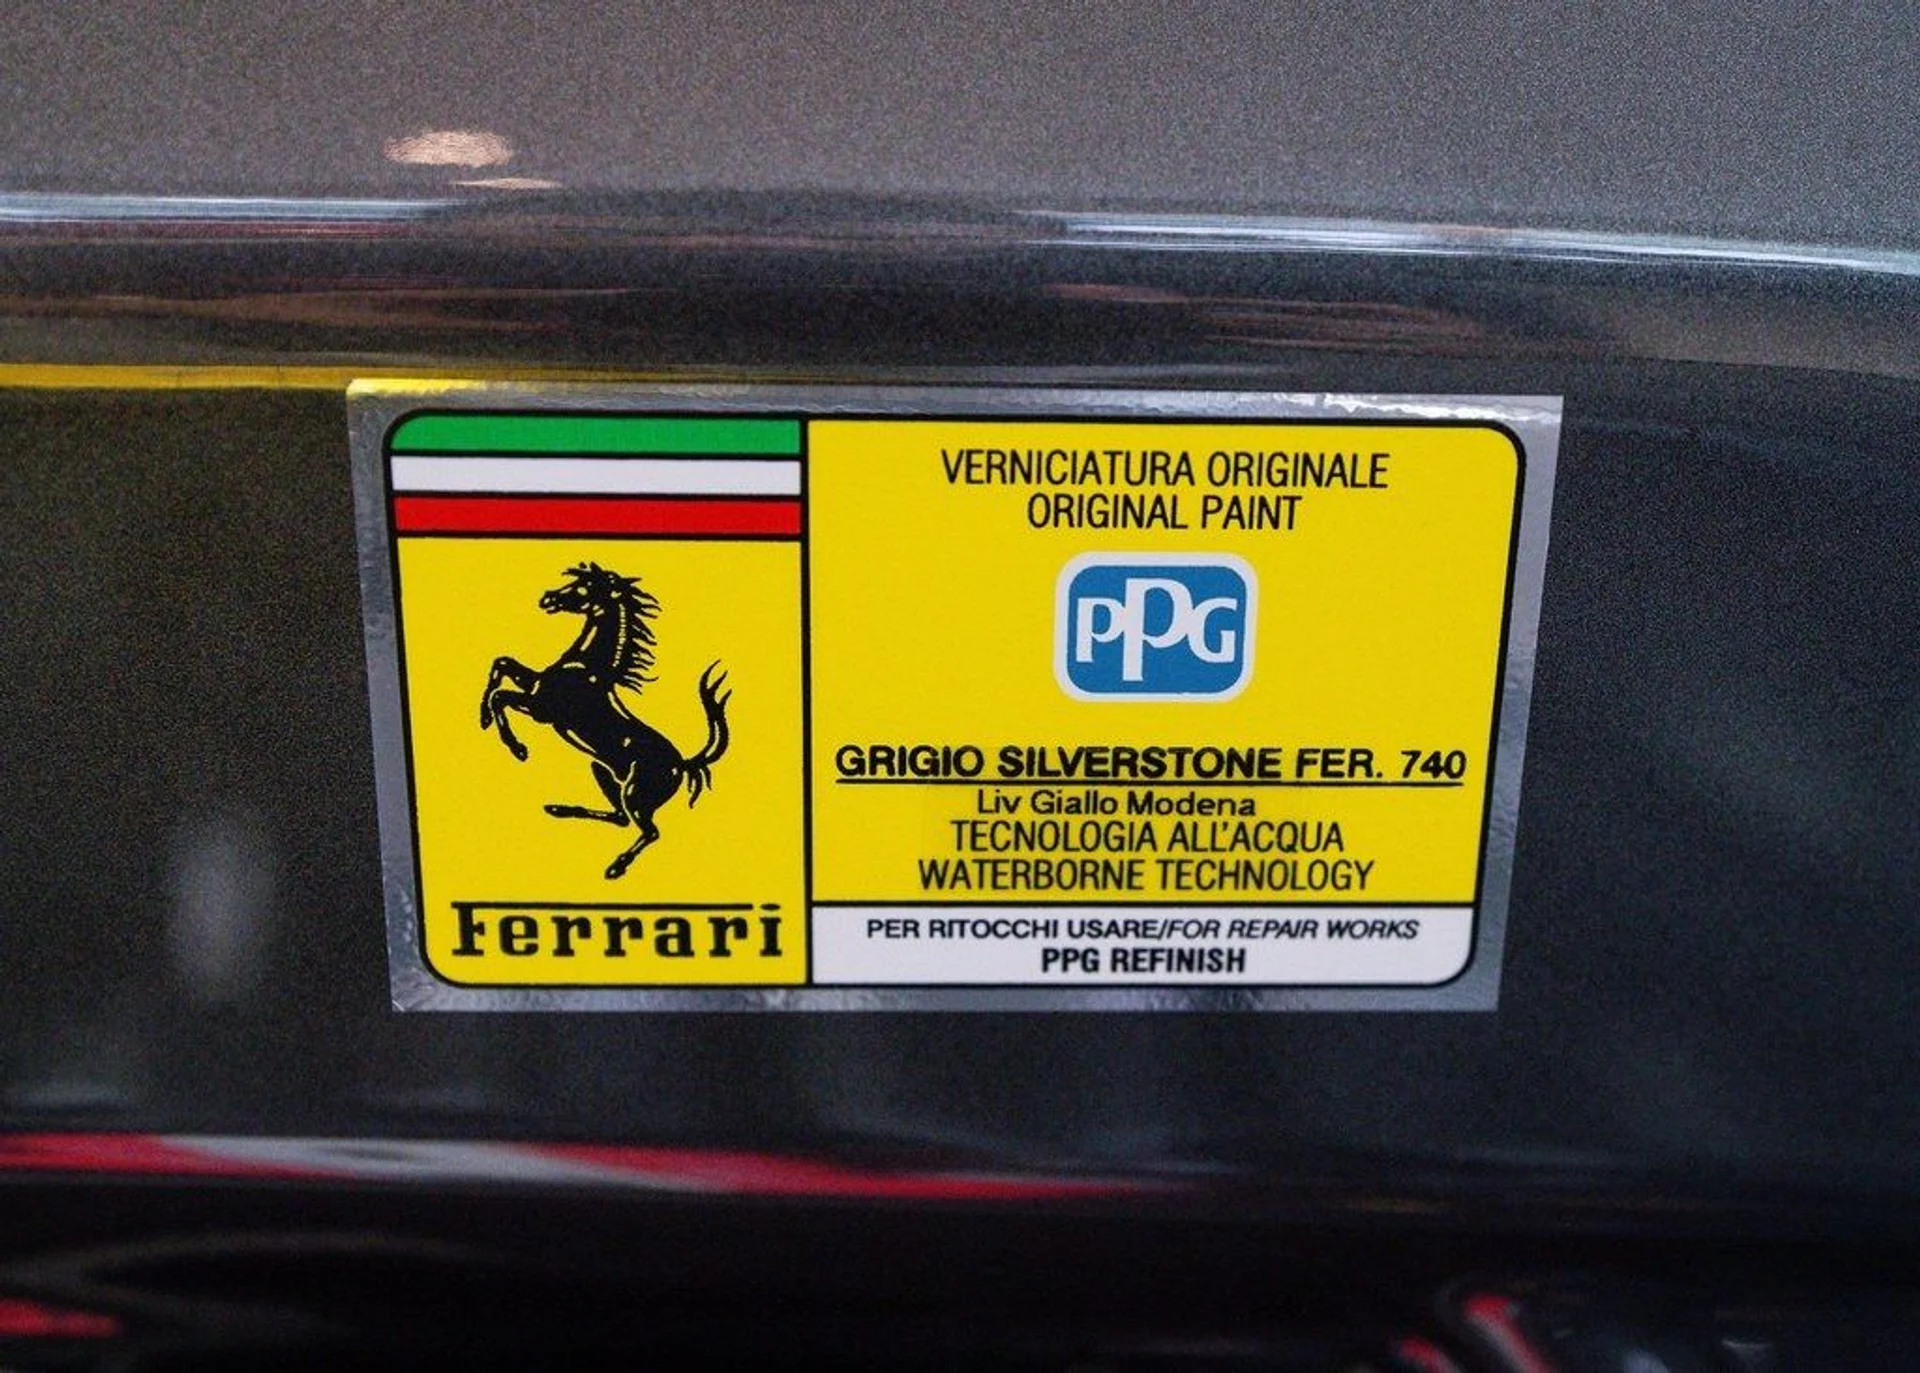 VERNICIATURA ORIGINALE
ORIGINAL PAINT
PPG
GRIGIO SILVERSTONE FER. 740
Liv Giallo Modena
TECNOLOGIA ALL'ACQUA
WATERBORNE TECHNOLOGY
PER RITOCCHI USARE/FOR REPAIR WORKS
PPG REFINISH
Ferrari